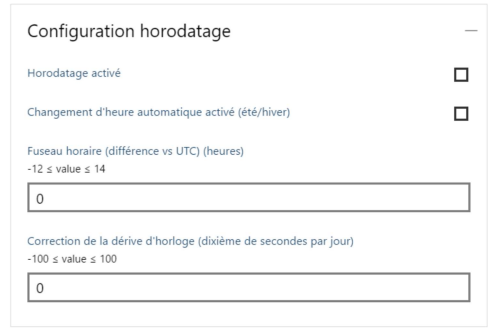 Configuration horodatage
Horodatage activé
Changement d'heure automatique activé (été/hiver)
Fuseau horaire (différence vs UTC) (heures)
-12 ≤ value ≤ 14
0
Correction de la dérive d'horloge (dixième de secondes par jour)
-100 ≤ value ≤ 100
0